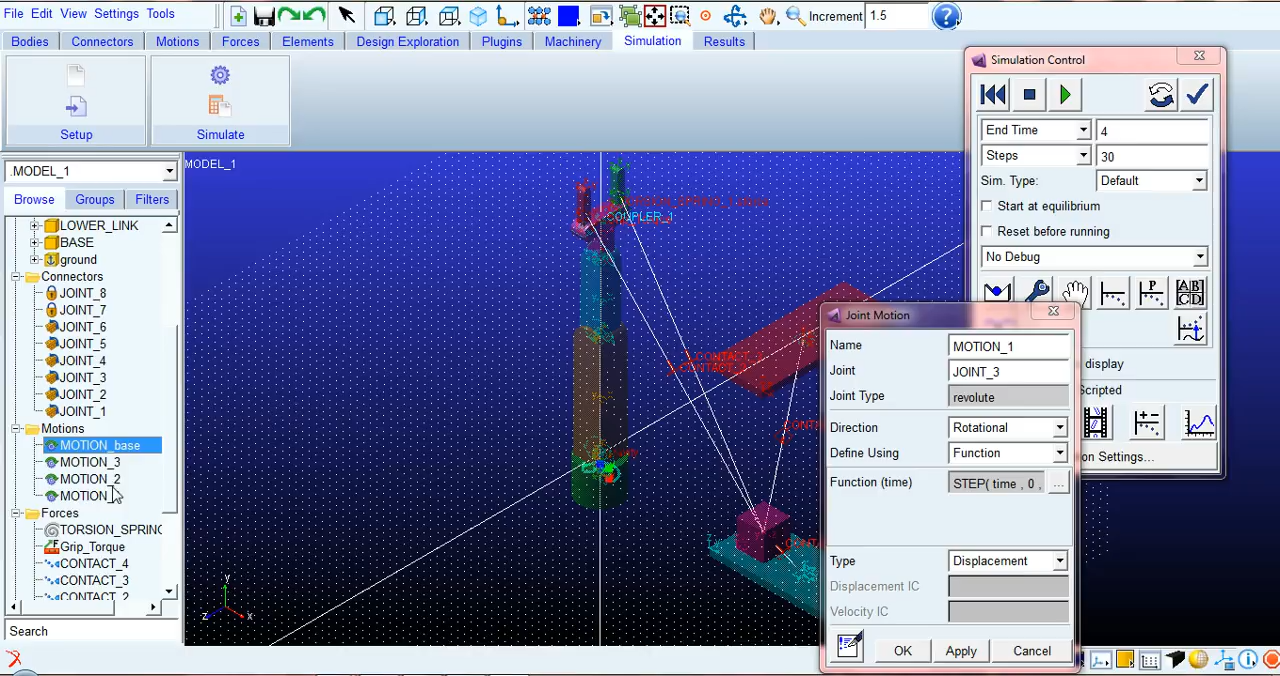 File Edit View Settings Tools
Increment 1.5
Bodies Connectors Motions Forces Elements Design Exploration Plugins Machinery Simulation Results
Setup Simulate
.MODEL_1
Browse Groups Filters
LOWER_LINK
BASE
ground
Connectors
JOINT_8
JOINT_7
JOINT_6
JOINT_5
JOINT_4
JOINT_3
JOINT_2
JOINT_1
Motions
MOTION_base
MOTION_3
MOTION_2
MOTION_
Forces
TORSION_SPRING
Grip_Torque
CONTACT_4
CONTACT_3
CONTACT_2
Search
MODEL_1
COUPLER_1
Simulation Control
End Time 4
Steps 30
Sim. Type: Default
Start at equilibrium
Reset before running
No Debug
display
Scripted
on Settings...
Joint Motion
Name MOTION_1
Joint JOINT_3
Joint Type revolute
Direction Rotational
Define Using Function
Function (time) STEP( time , 0 , ...
Type Displacement
Displacement IC
Velocity IC
OK Apply Cancel